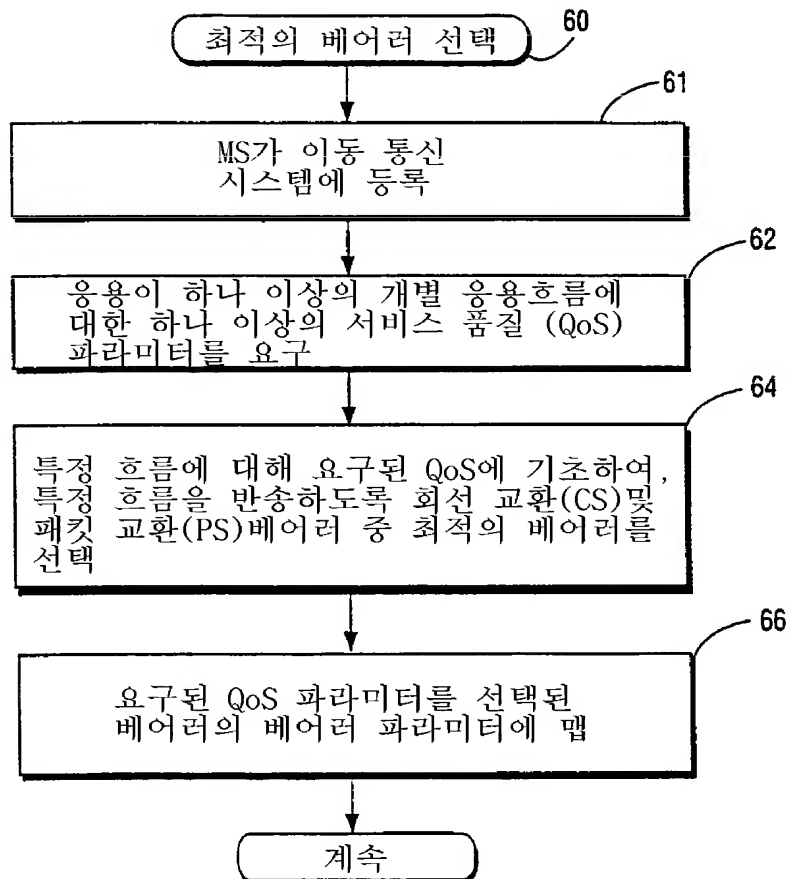 최적의 베어러 선택
60
61
MS가 이동 통신
시스템에 등록
62
응용이 하나 이상의 개별 응용흐름에
대한 하나 이상의 서비스 품질 (QoS)
파라미터를 요구
64
특정 흐름에 대해 요구된 QoS에 기초하여,
특정 흐름을 반송하도록 회선 교환(CS)및
패킷 교환(PS)베어러 중 최적의 베어러를
선택
66
요구된 QoS 파라미터를 선택된
베어러의 베어러 파라미터에 맵
계속